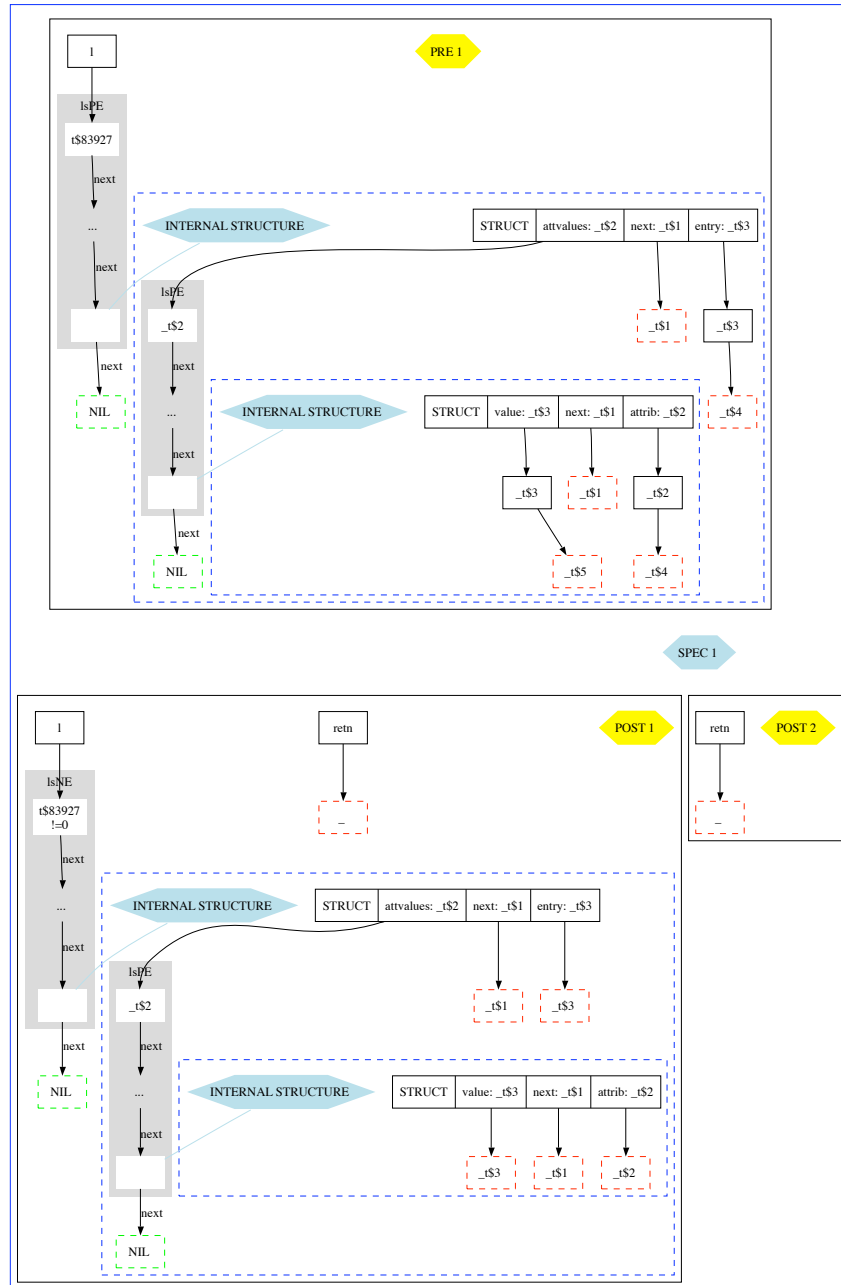 l
PRE 1
lsPE
t$83927
next
...
INTERNAL STRUCTURE
STRUCT attvalues: _t$2 next: _t$1 entry: _t$3
next
lsPE
_t$2
_t$1
_t$3
next
next
NIL
...
INTERNAL STRUCTURE
STRUCT value: _t$3 next: _t$1 attrib: _t$2
_t$4
next
_t$3
_t$1
_t$2
next
NIL
_t$5
_t$4
SPEC 1
l
retn
POST 1
retn
POST 2
lsNE
t$83927
!=0
_
_
next
...
INTERNAL STRUCTURE
STRUCT attvalues: _t$2 next: _t$1 entry: _t$3
next
lsPE
_t$2
_t$1
_t$3
next
next
NIL
...
INTERNAL STRUCTURE
STRUCT value: _t$3 next: _t$1 attrib: _t$2
next
_t$3
_t$1
_t$2
next
NIL